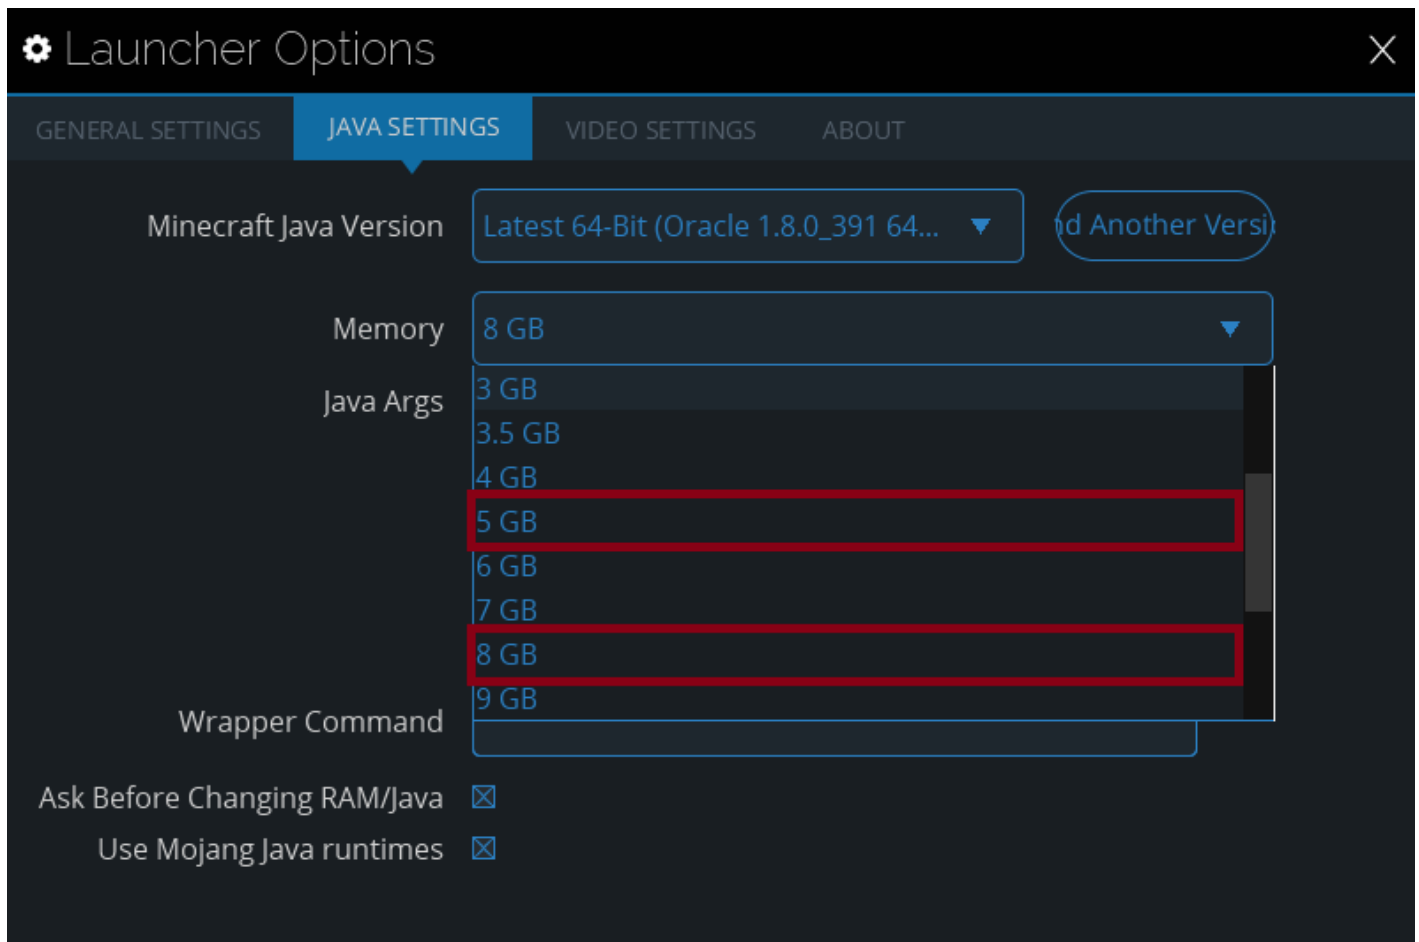 Launcher Options
GENERAL SETTINGS
JAVA SETTINGS
VIDEO SETTINGS
ABOUT
Minecraft Java Version
Latest 64-Bit (Oracle 1.8.0_391 64...
Another
Memory
8 GB
Java Args
3 GB
3.5 GB
4 GB
5 GB
6 GB
7 GB
8 GB
9 GB
Wrapper Command
Ask Before Changing RAM/Java
Use Mojang Java runtimes